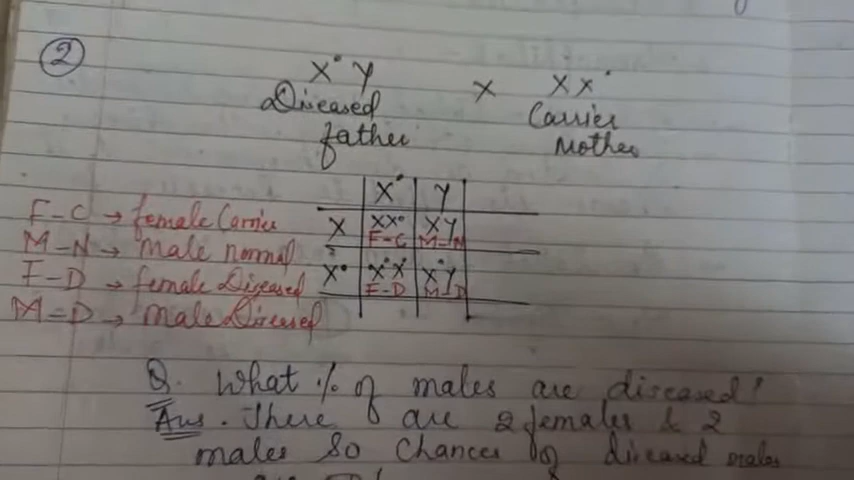 2
X° Y × X X°
Diseased father
Carrier Mother
X° Y
X XX° XY
F-C M-N
X° X°X° X°Y
F-D M-D
F-C → female Carrier
M-N → Male normal
F-D → female Diseased
M-D → Male Diseased
Q. What % of males are diseased?
Ans. There are 2 females & 2
males So Chances of diseased males